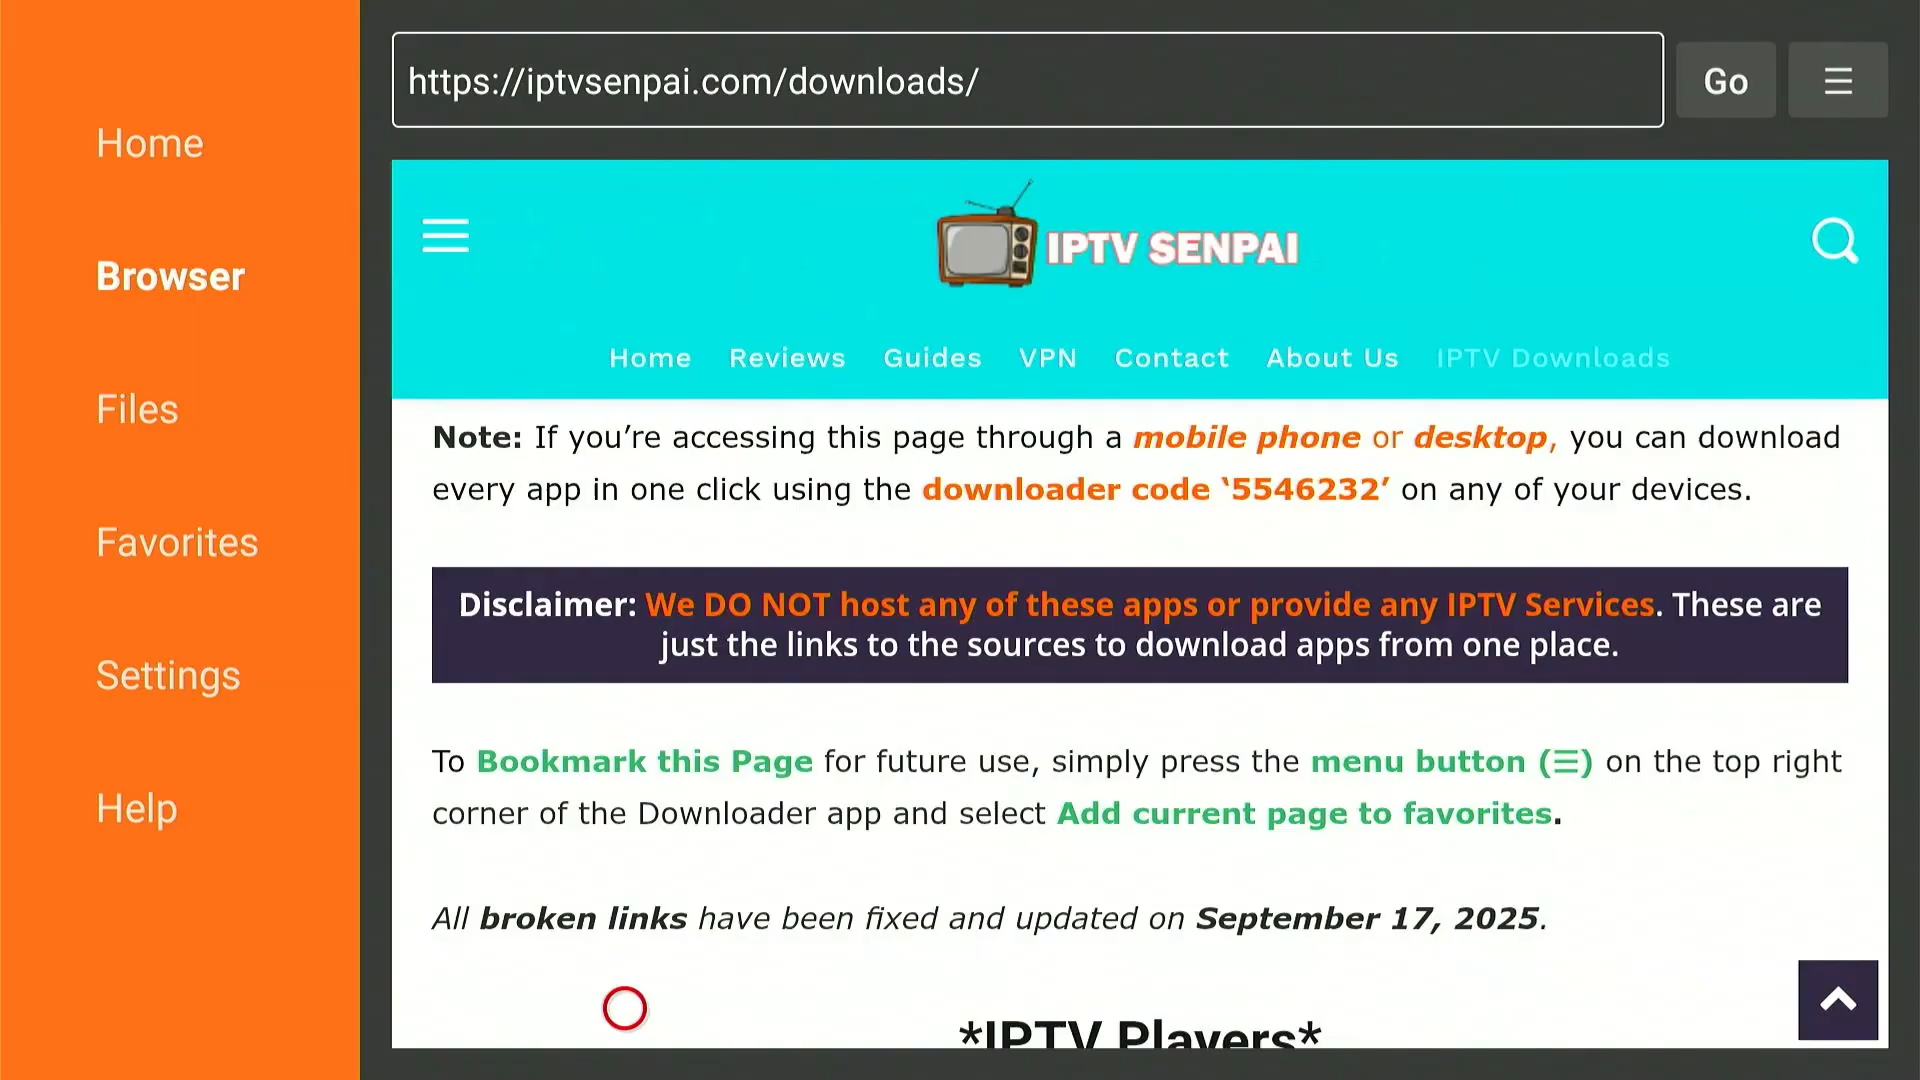 Home
Browser
Files
Favorites
Settings
Help
https://iptvsenpai.com/downloads/
Go
IPTV SENPAI
Home Reviews Guides VPN Contact About Us IPTV Downloads
Note: If you’re accessing this page through a mobile phone or desktop, you can download
every app in one click using the downloader code ‘5546232’ on any of your devices.
Disclaimer: We DO NOT host any of these apps or provide any IPTV Services. These are
just the links to the sources to download apps from one place.
To Bookmark this Page for future use, simply press the menu button (☰) on the top right
corner of the Downloader app and select Add current page to favorites.
All broken links have been fixed and updated on September 17, 2025.
*IPTV Players*